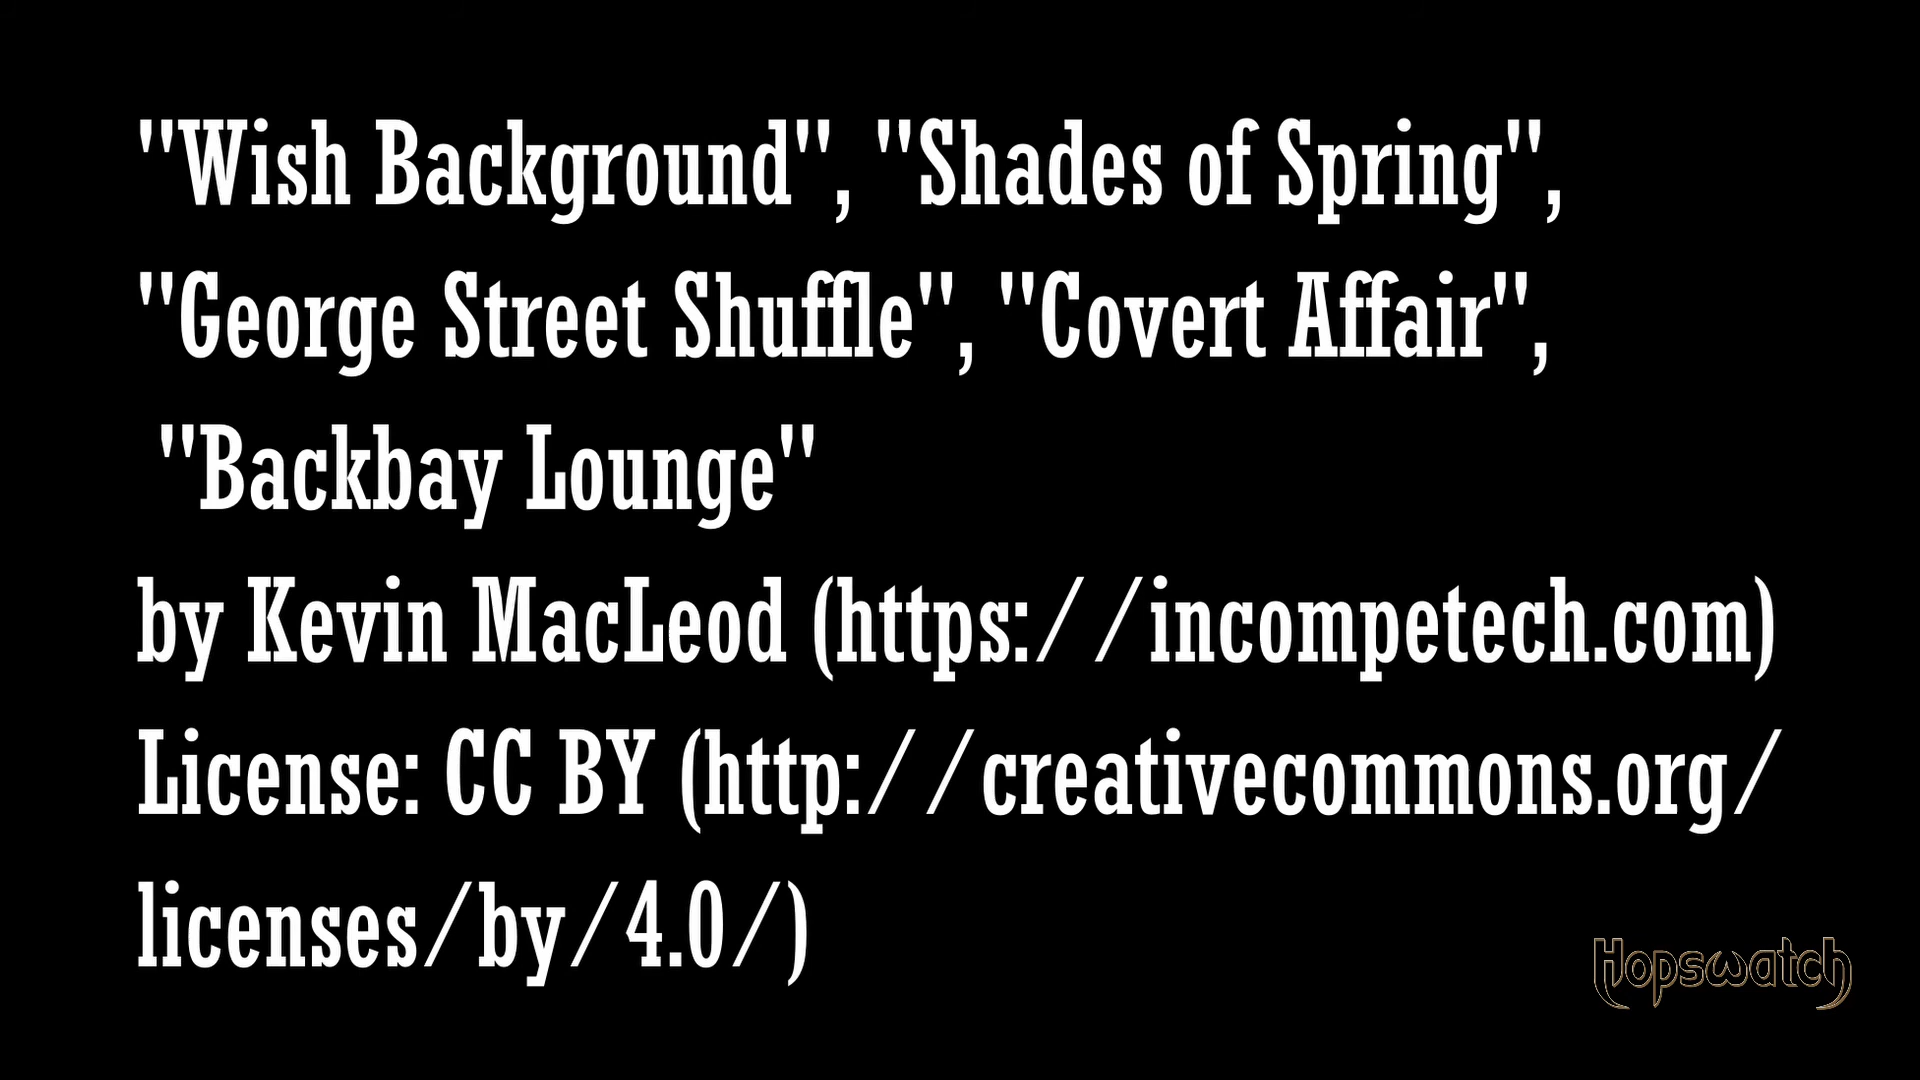 "Wish Background", "Shades of Spring",
"George Street Shuffle", "Covert Affair",
"Backbay Lounge"
by Kevin MacLeod (https://incompetech.com)
License: CC BY (http://creativecommons.org/
licenses/by/4.0/)
Hopswatch